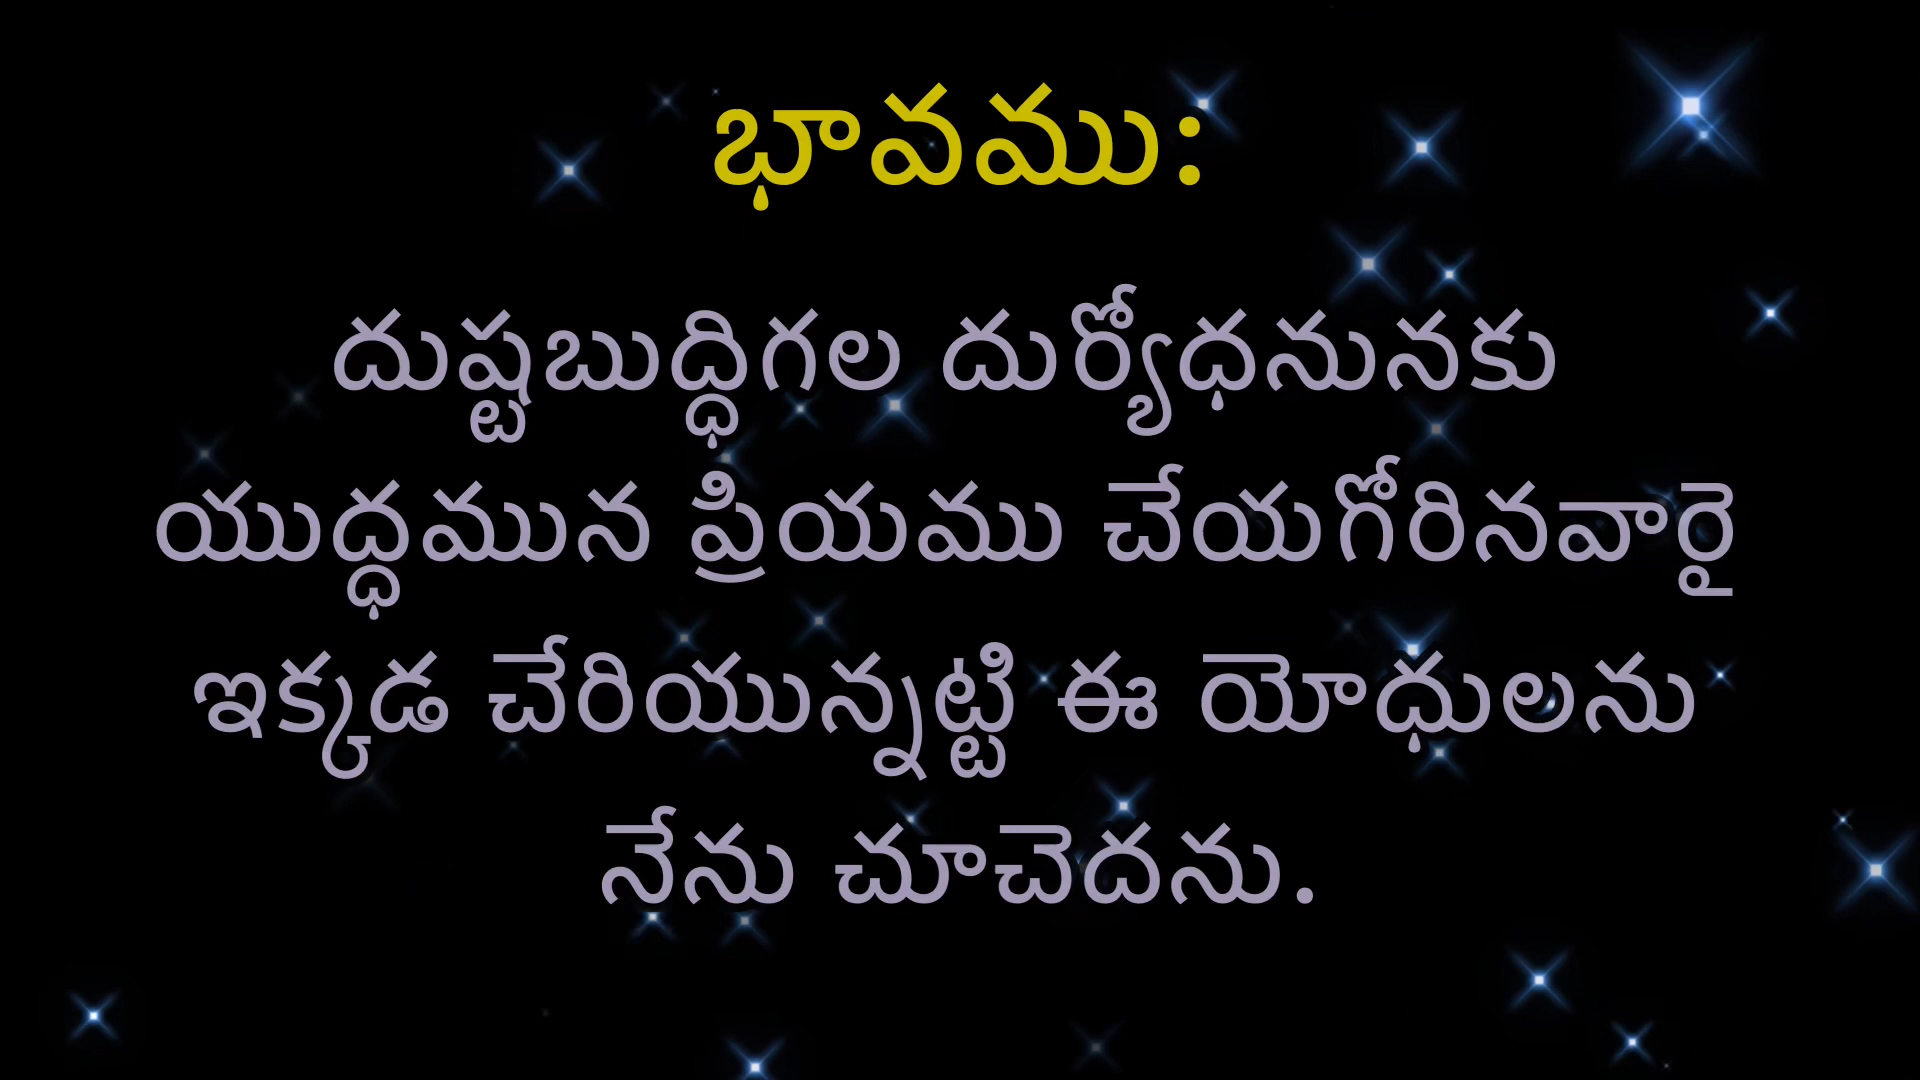 భావము:
దుష్టబుద్ధిగల దుర్యోధనునకు
యుద్ధమున ప్రియము చేయగోరినవారై
ఇక్కడ చేరియున్నట్టి ఈ యోధులను
నేను చూచెదను.